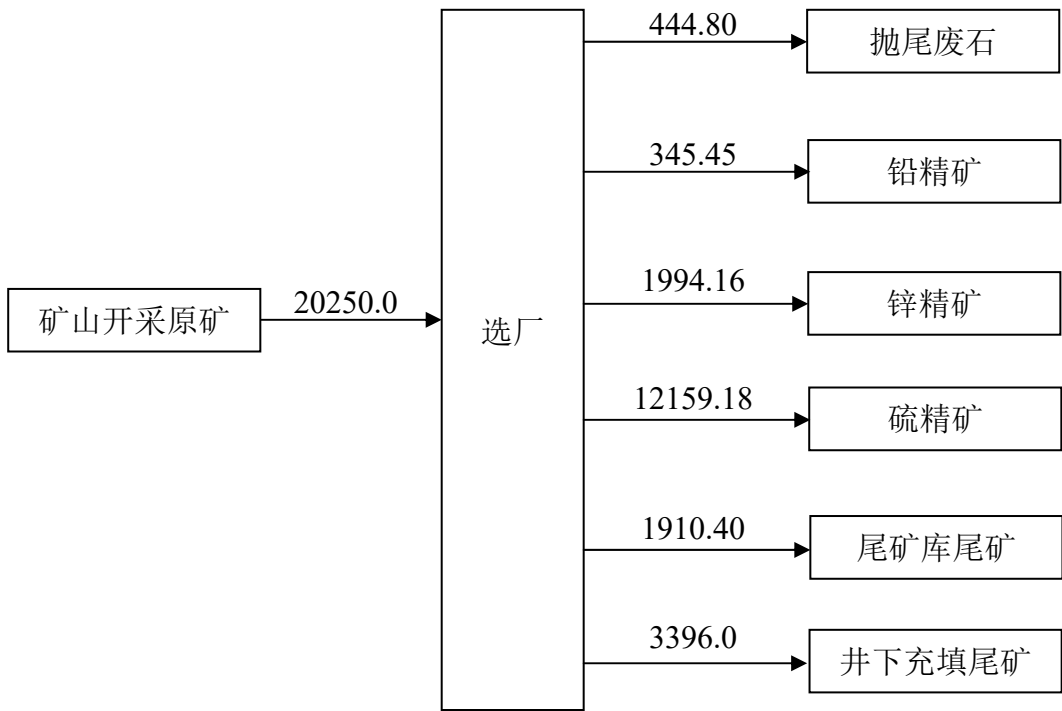 444.80
抛尾废石
345.45
铅精矿
1994.16
锌精矿
矿山开采原矿
20250.0
选厂
12159.18
硫精矿
1910.40
尾矿库尾矿
3396.0
井下充填尾矿